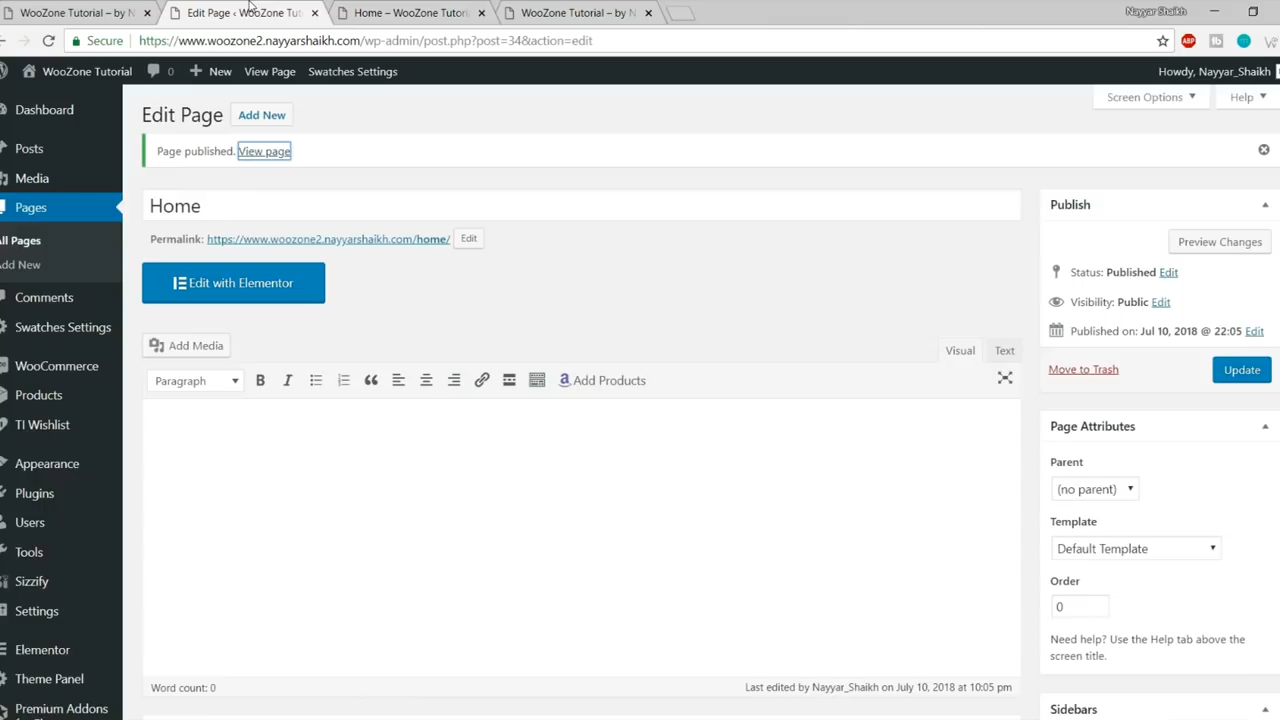 WooZone Tutorial – by N
Edit Page ‹ WooZone Tut
Home – WooZone Tutori
WooZone Tutorial – by N
Nayyar Shaikh
Secure
https://www.woozone2.nayyarshaikh.com/wp-admin/post.php?post=34&action=edit
ABP
WooZone Tutorial
0
New
View Page
Swatches Settings
Howdy, Nayyar_Shaikh
Dashboard
Posts
Media
Pages
All Pages
Add New
Comments
Swatches Settings
WooCommerce
Products
TI Wishlist
Appearance
Plugins
Users
Tools
Sizzify
Settings
Elementor
Theme Panel
Premium Addons
Screen Options
Help
Edit Page
Add New
Page published. View page
Home
Permalink: https://www.woozone2.nayyarshaikh.com/home/
Edit
Edit with Elementor
Add Media
Visual
Text
Paragraph
B
I
Add Products
Word count: 0
Last edited by Nayyar_Shaikh on July 10, 2018 at 10:05 pm
Publish
Preview Changes
Status: Published Edit
Visibility: Public Edit
Published on: Jul 10, 2018 @ 22:05 Edit
Move to Trash
Update
Page Attributes
Parent
(no parent)
Template
Default Template
Order
0
Need help? Use the Help tab above the
screen title.
Sidebars